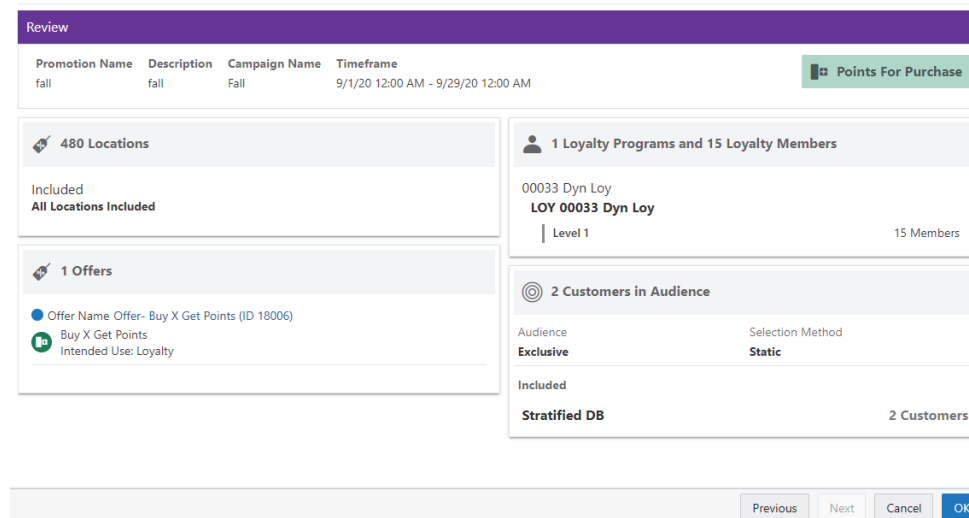 Review
Promotion Name Description Campaign Name Timeframe
fall fall Fall 9/1/20 12:00 AM - 9/29/20 12:00 AM
Points For Purchase
480 Locations
Included
All Locations Included
1 Offers
Offer Name Offer- Buy X Get Points (ID 18006)
Buy X Get Points
Intended Use: Loyalty
1 Loyalty Programs and 15 Loyalty Members
00033 Dyn Loy
LOY 00033 Dyn Loy
Level 1 15 Members
2 Customers in Audience
Audience Selection Method
Exclusive Static
Included
Stratified DB 2 Customers
Previous Next Cancel OK